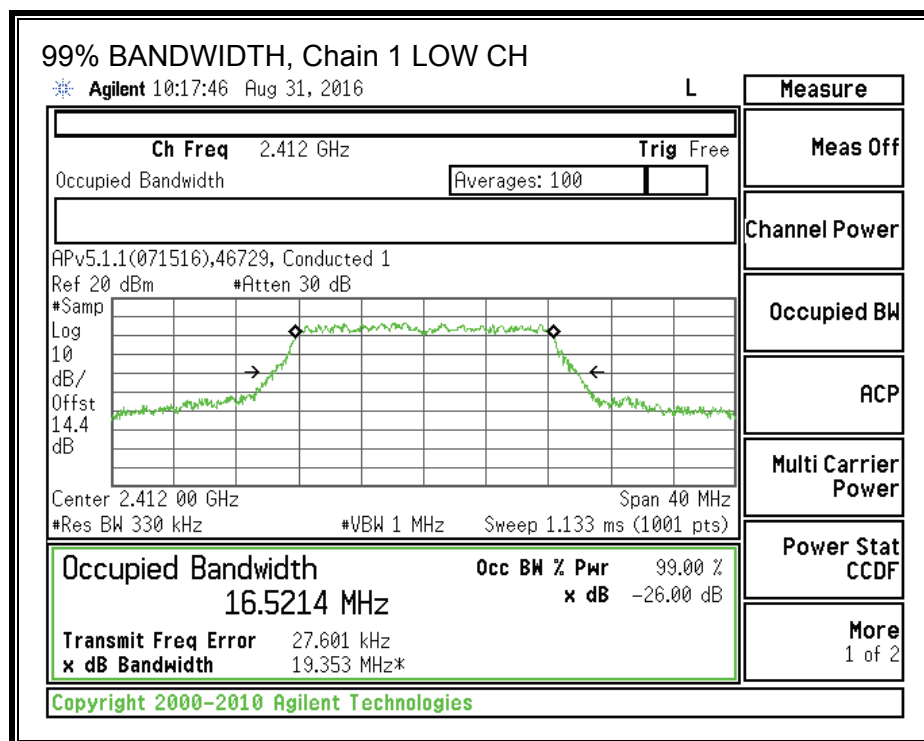 99% BANDWIDTH, Chain 1 LOW CH
Agilent 10:17:46 Aug 31, 2016 L
Measure
Ch Freq 2.412 GHz Trig Free
Occupied Bandwidth Averages: 100
Meas Off
Channel Power
APv5.1.1(071516),46729, Conducted 1
Ref 20 dBm #Atten 30 dB
#Samp
Log
10
dB/
Offst
14.4
dB
Occupied BW
ACP
Center 2.412 00 GHz Span 40 MHz
#Res BW 330 kHz #VBW 1 MHz Sweep 1.133 ms (1001 pts)
Multi Carrier
Power
Occupied Bandwidth Occ BW % Pwr 99.00 %
16.5214 MHz x dB -26.00 dB
Transmit Freq Error 27.601 kHz
x dB Bandwidth 19.353 MHz*
Power Stat
CCDF
More
1 of 2
Copyright 2000-2010 Agilent Technologies